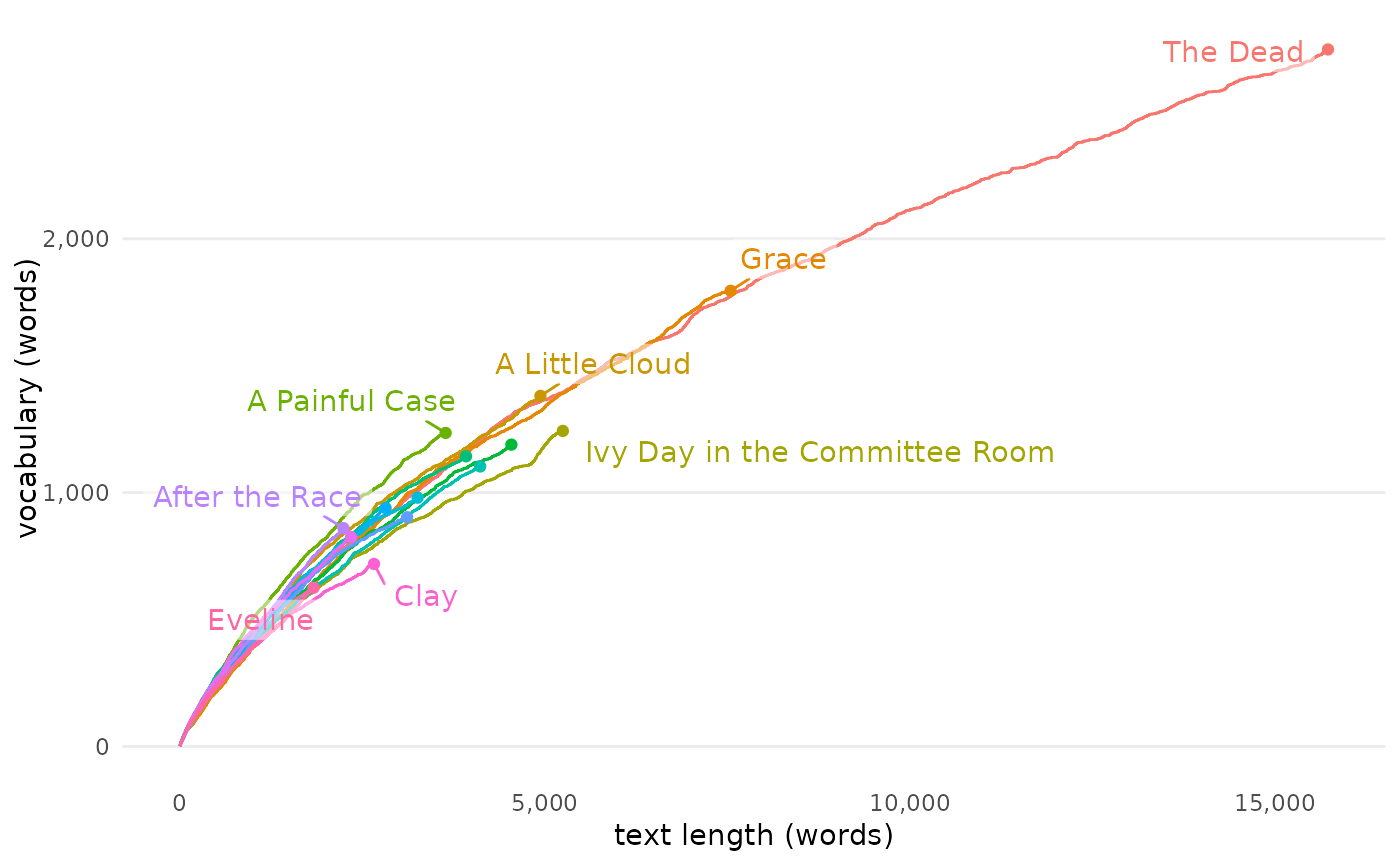 The Dead
Grace
2,000
A Little Cloud
A Painful Case
Ivy Day in the Committee Room
After the Race
1,000
Clay
Eveline
0
vocabulary (words)
0
5,000
10,000
15,000
text length (words)